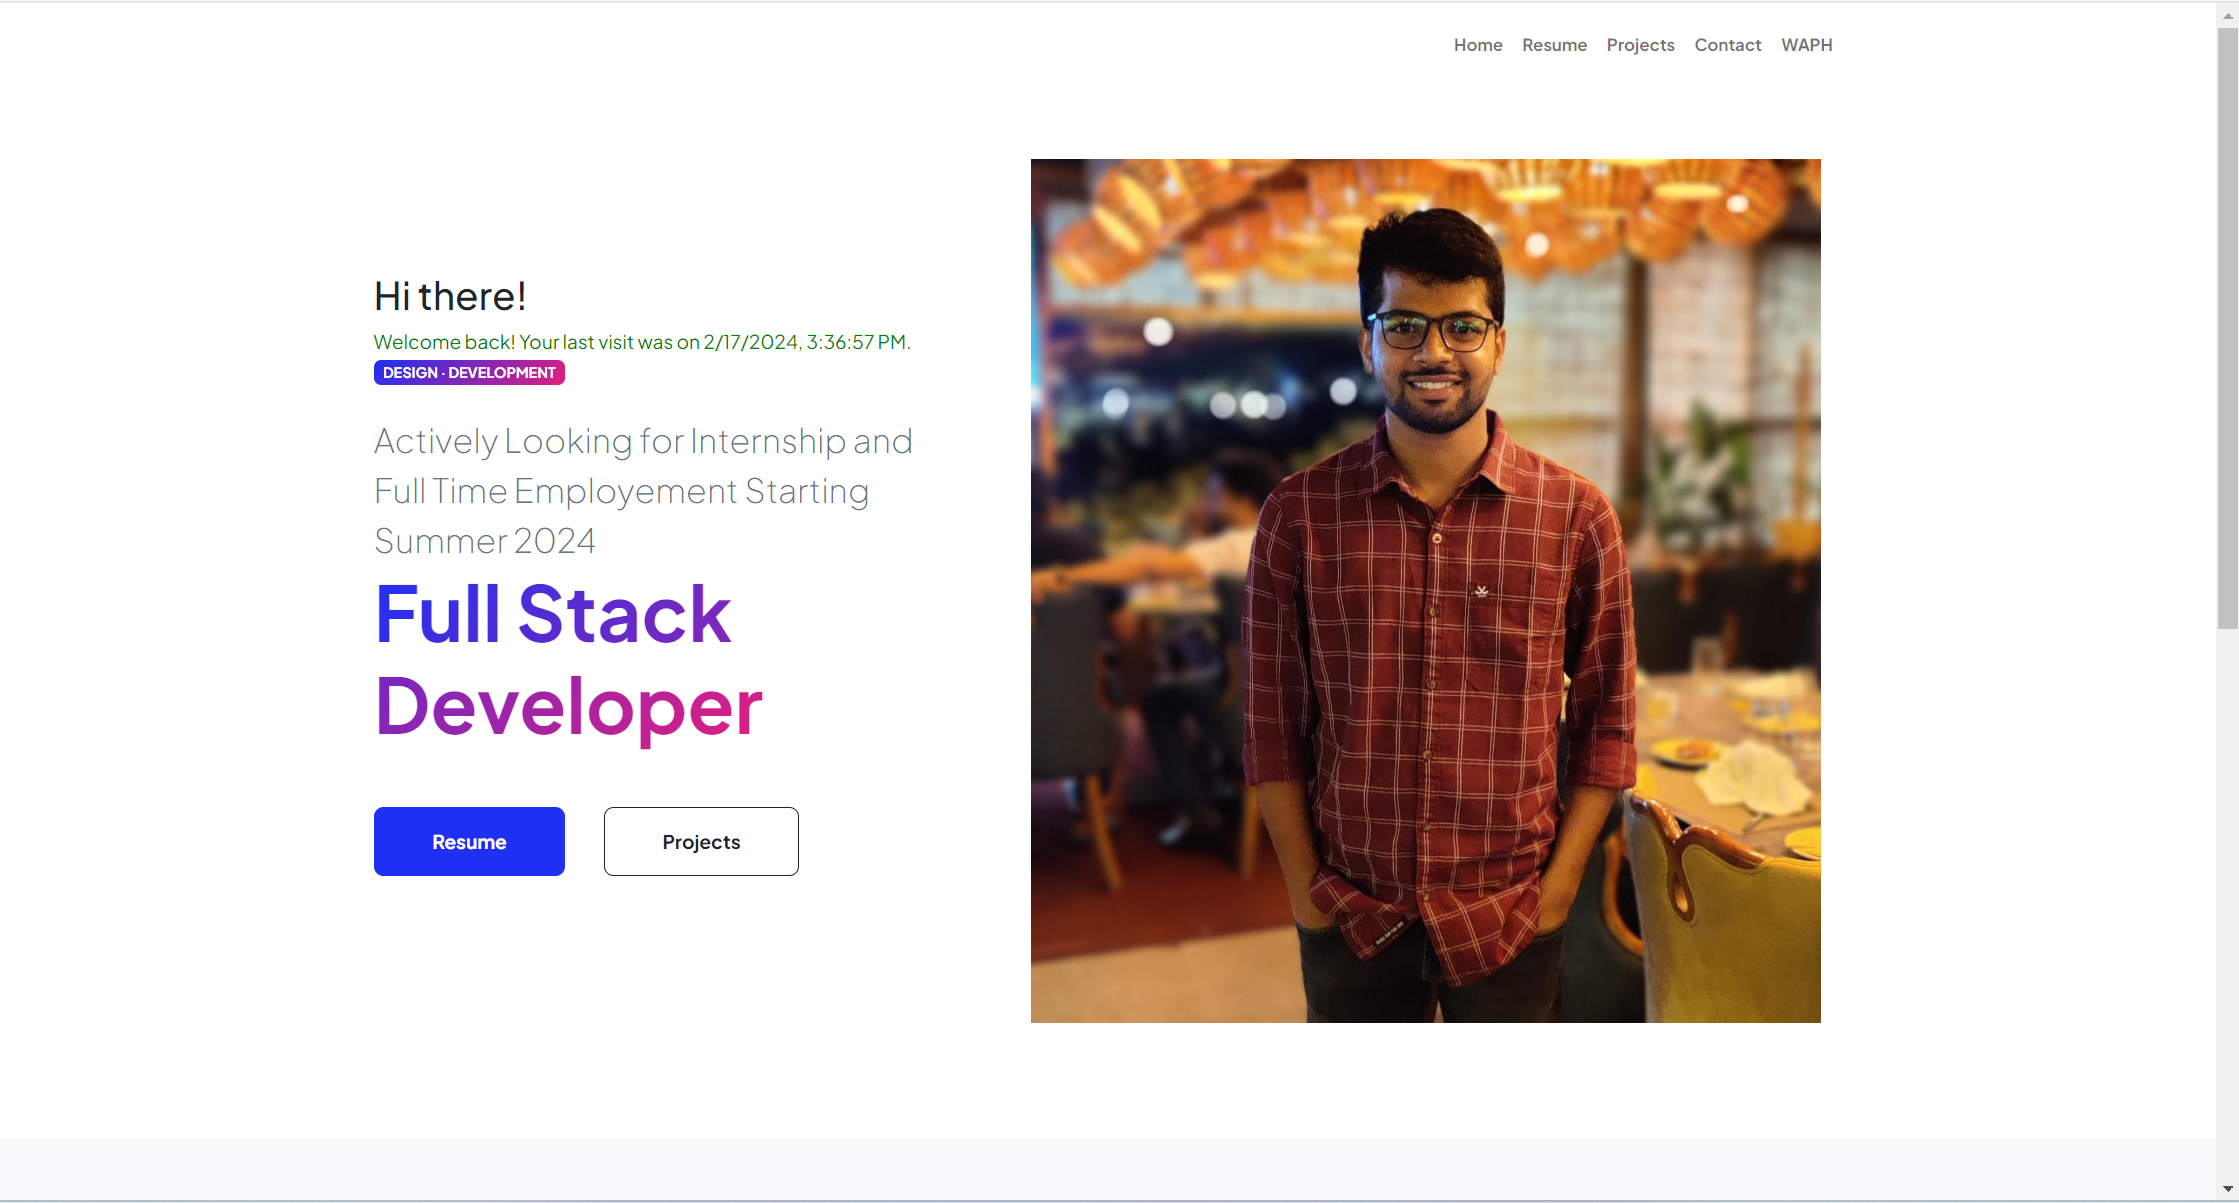 Home Resume Projects Contact WAPH
Hi there!
Welcome back! Your last visit was on 2/17/2024, 3:36:57 PM.
DESIGN · DEVELOPMENT
Actively Looking for Internship and
Full Time Employement Starting
Summer 2024
Full Stack
Developer
Resume
Projects